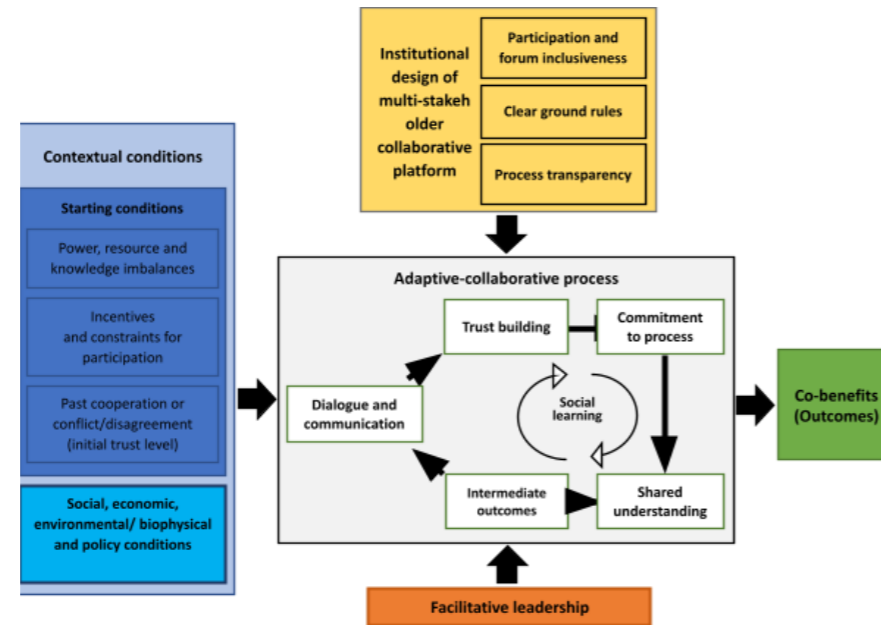 Institutional
design of
multi-stakeh
older
collaborative
platform
Participation and
forum inclusiveness
Clear ground rules
Process transparency
Contextual conditions
Starting conditions
Power, resource and
knowledge imbalances
Incentives
and constraints for
participation
Past cooperation or
conflict/disagreement
(initial trust level)
Social, economic,
environmental/ biophysical
and policy conditions
Adaptive-collaborative process
Trust building
Commitment
to process
Dialogue and
communication
Social
learning
Intermediate
outcomes
Shared
understanding
Co-benefits
(Outcomes)
Facilitative leadership